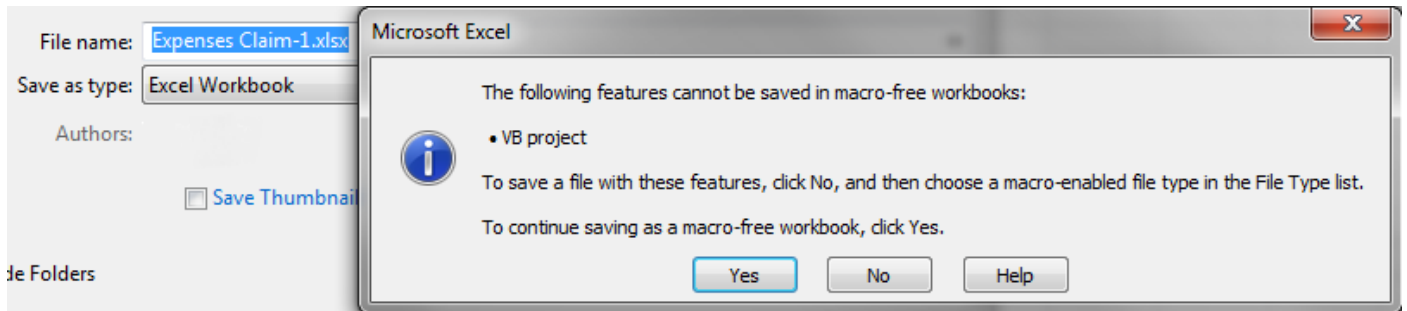 File name: Expenses Claim-1.xlsx
Save as type: Excel Workbook
Authors:
Save Thumbnail
de Folders
Microsoft Excel
The following features cannot be saved in macro-free workbooks:
• VB project
To save a file with these features, click No, and then choose a macro-enabled file type in the File Type list.
To continue saving as a macro-free workbook, click Yes.
Yes No Help